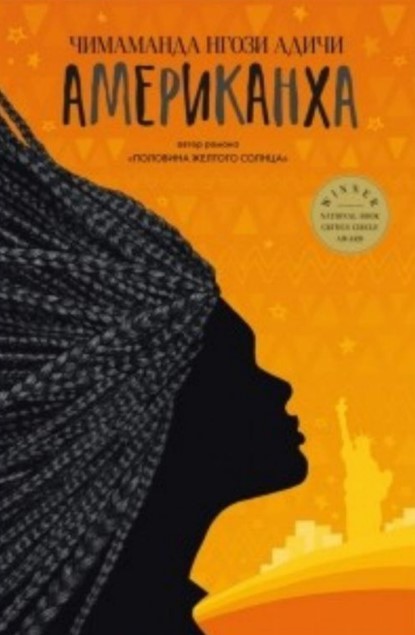 ЧИМАМАНДА НГОЗИ АДИЧИ
АМЕРИКАНХА
автор романа
«ПОЛОВИНА ЖЕЛТОГО СОЛНЦА»
WINNER
NATIONAL BOOK
CRITICS CIRCLE
AWARD